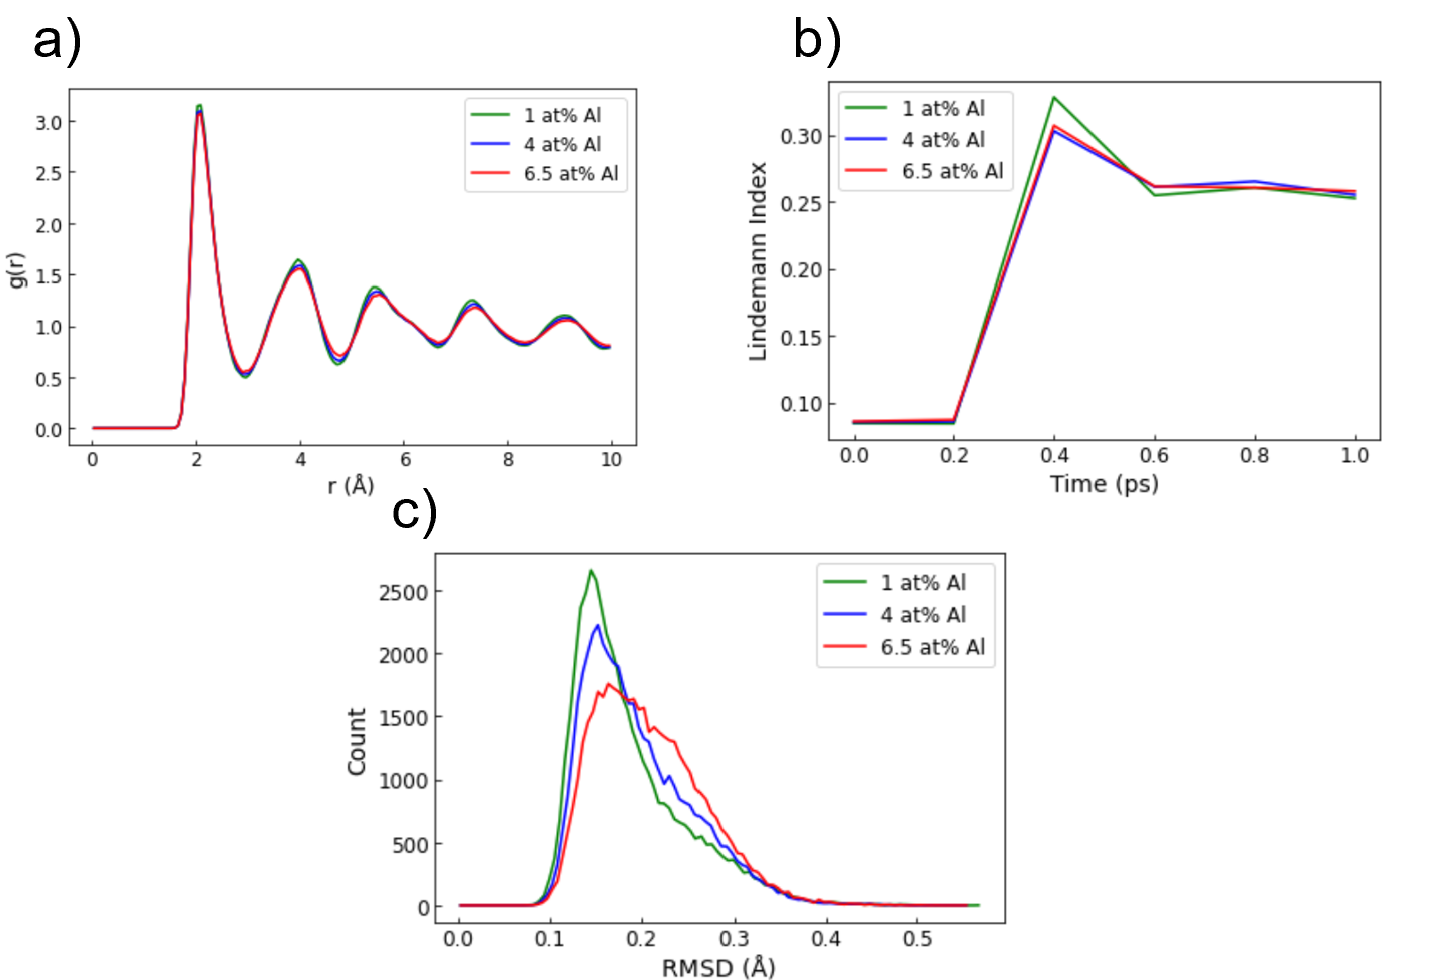 a)
3.0
2.5
2.0
1.5
1.0
0.5
0.0
g(r)
0 2 4 6 8 10
r (Å)
1 at% Al
4 at% Al
6.5 at% Al
b)
0.30
0.25
0.20
0.15
0.10
Lindemann Index
0.0 0.2 0.4 0.6 0.8 1.0
Time (ps)
1 at% Al
4 at% Al
6.5 at% Al
c)
2500
2000
1500
1000
500
0
Count
0.0 0.1 0.2 0.3 0.4 0.5
RMSD (Å)
1 at% Al
4 at% Al
6.5 at% Al